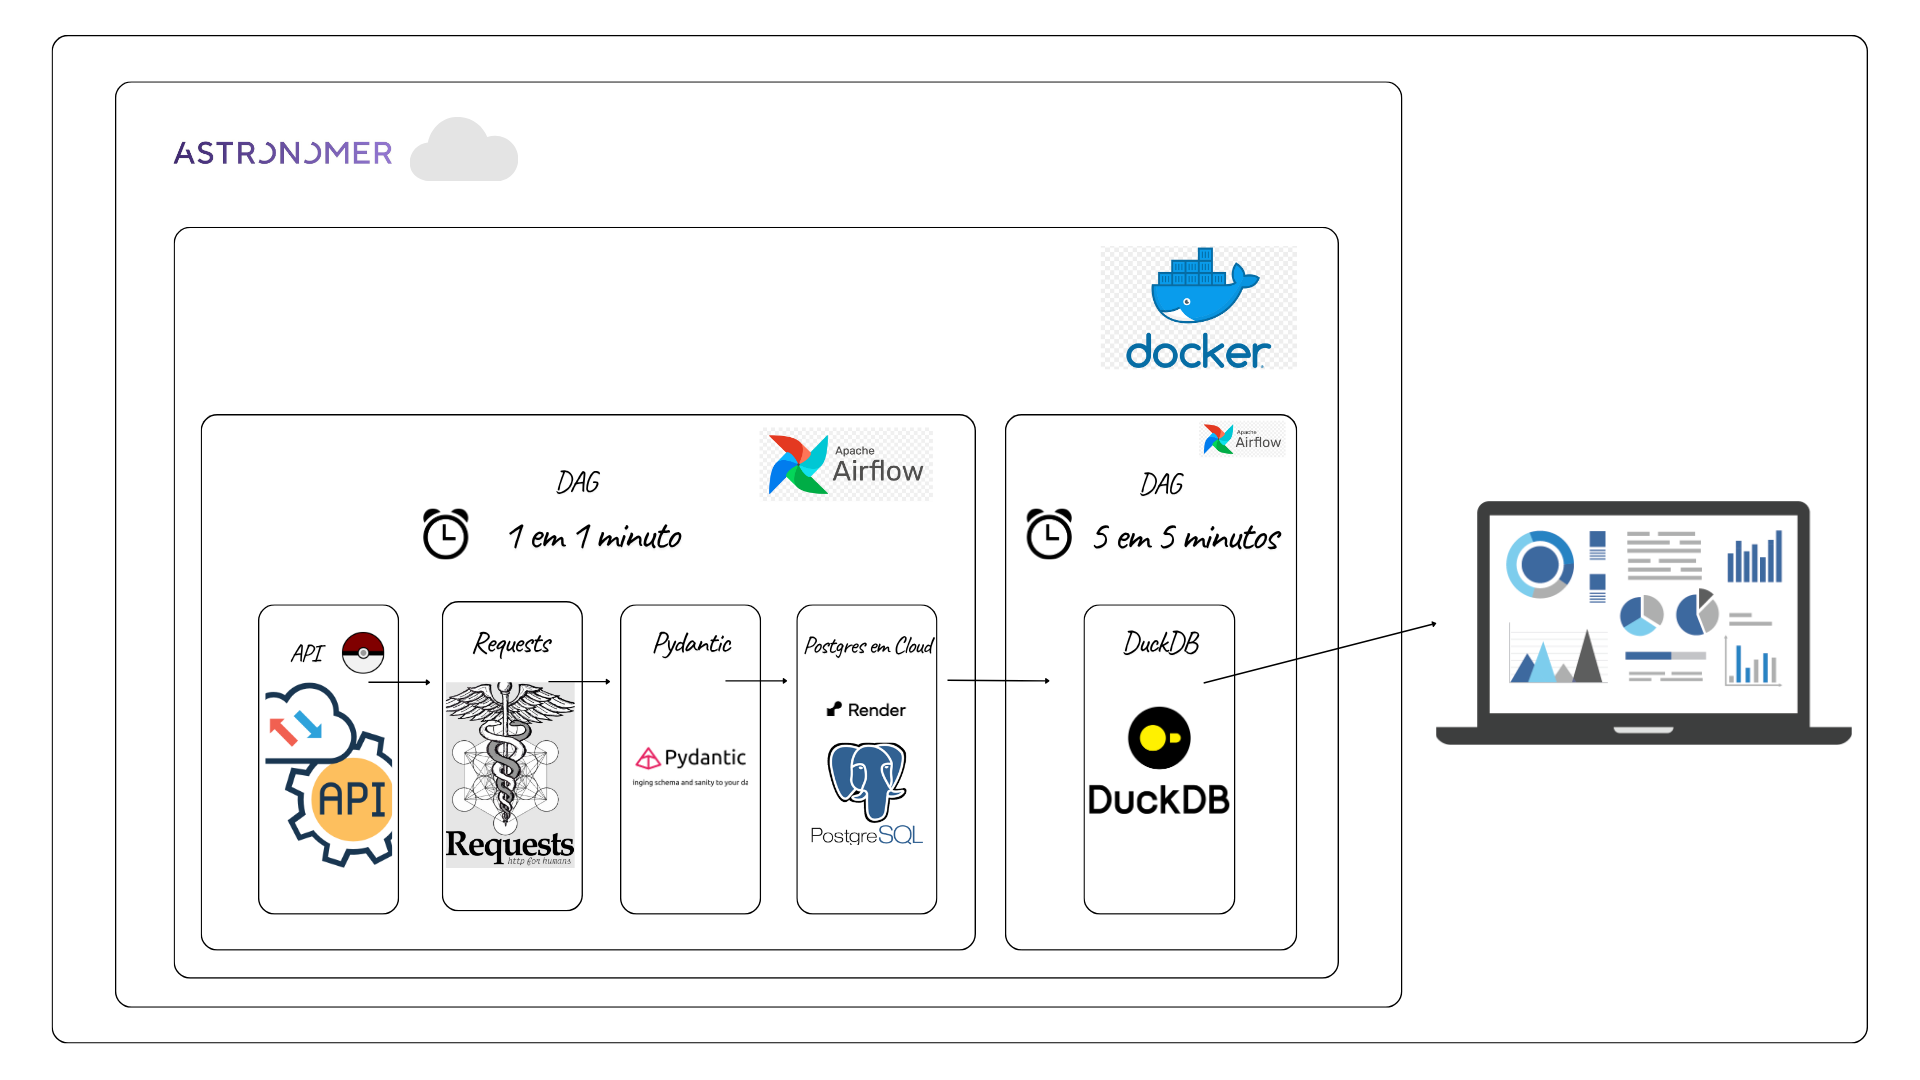 ASTRONOMER
docker
Apache
Airflow
DAG
1 em 1 minuto
Apache
Airflow
DAG
5 em 5 minutos
API
API
Requests
Requests
http for humans
Pydantic
Pydantic
inging schema and sanity to your da
Postgres em Cloud
Render
PostgreSQL
DuckDB
DuckDB